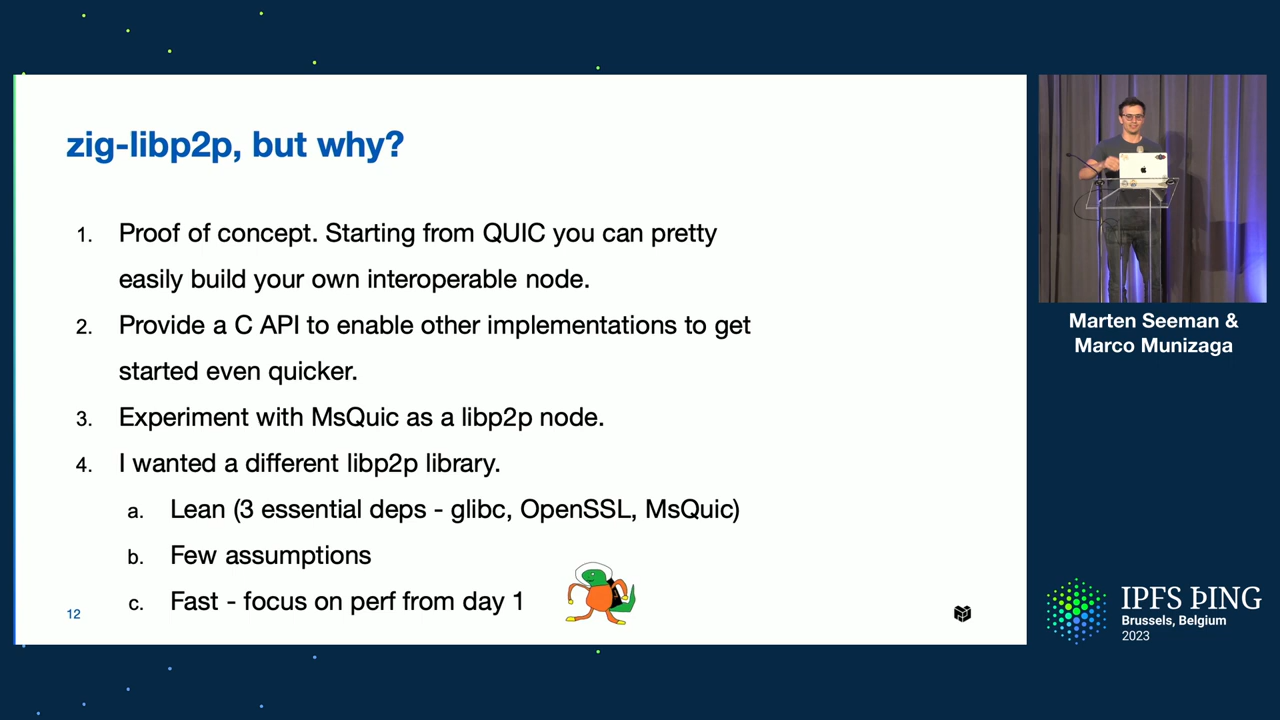 zig-libp2p, but why?
1. Proof of concept. Starting from QUIC you can pretty
easily build your own interoperable node.
2. Provide a C API to enable other implementations to get
started even quicker.
3. Experiment with MsQuic as a libp2p node.
4. I wanted a different libp2p library.
a. Lean (3 essential deps - glibc, OpenSSL, MsQuic)
b. Few assumptions
c. Fast - focus on perf from day 1
12
Marten Seeman &
Marco Munizaga
IPFS ÞING
Brussels, Belgium
2023